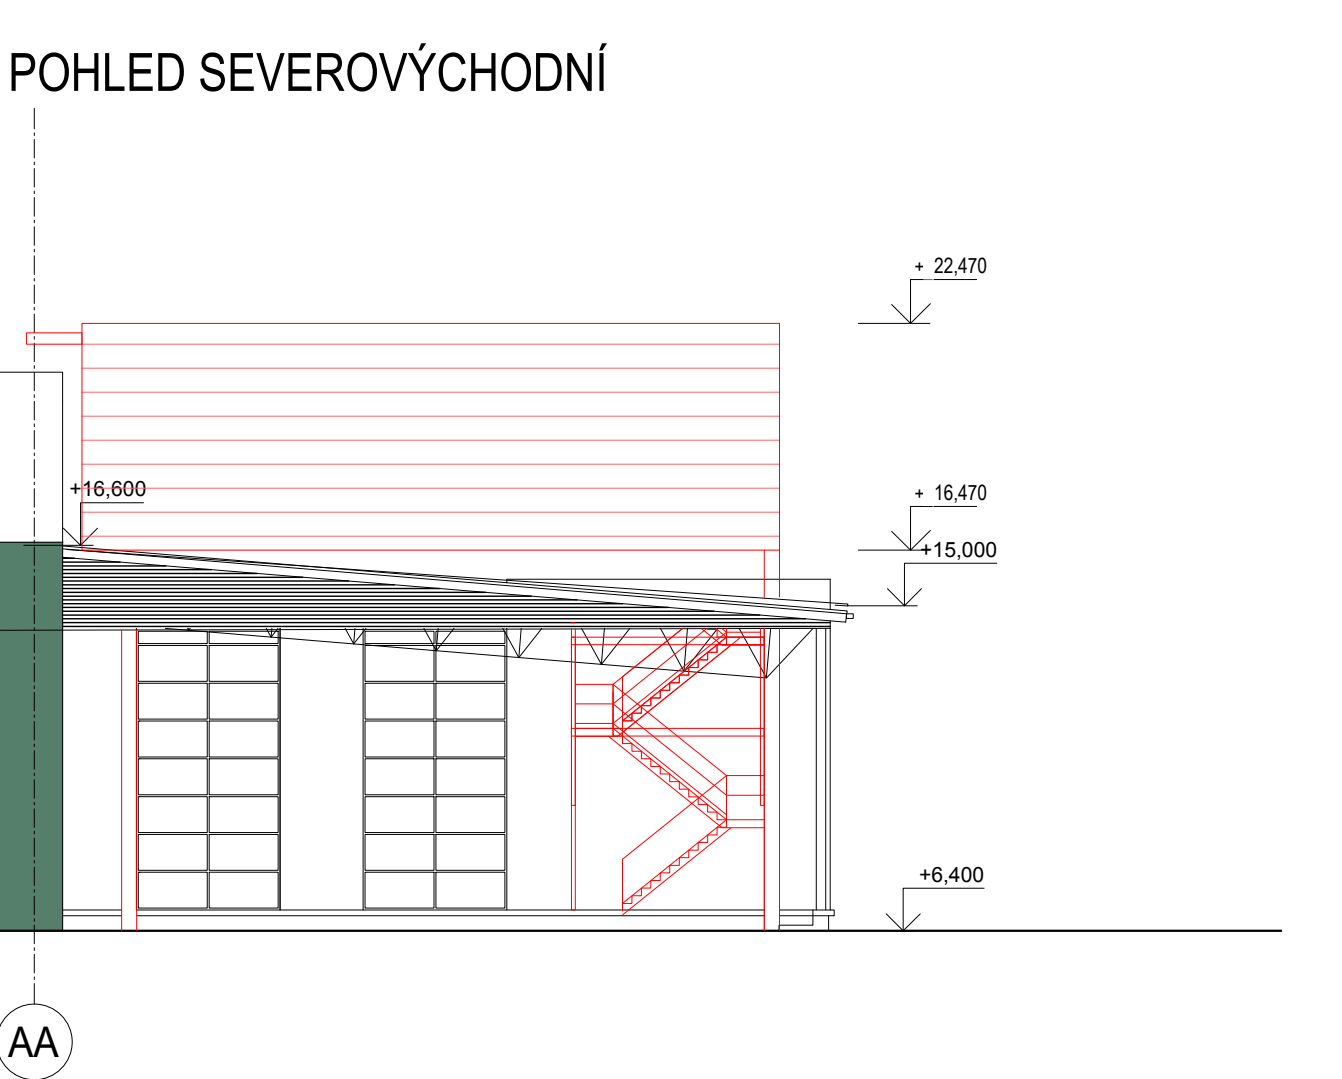 POHLED SEVEROVÝCHODNÍ
+ 22,470
+16,600
+ 16,470
+15,000
+6,400
AA